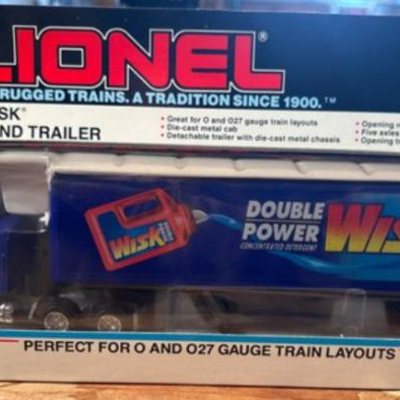 LIONEL®
RUGGED TRAINS. A TRADITION SINCE 1900.™
SK®
ND TRAILER
• Great for O and O27 gauge train layouts
• Die-cast metal cab
• Detachable trailer with die-cast metal chassis
• Opening
• Five axles
• Opening
WISK
DOUBLE
POWER
CONCENTRATED DETERGENT
WIS
PERFECT FOR O AND O27 GAUGE TRAIN LAYOUTS